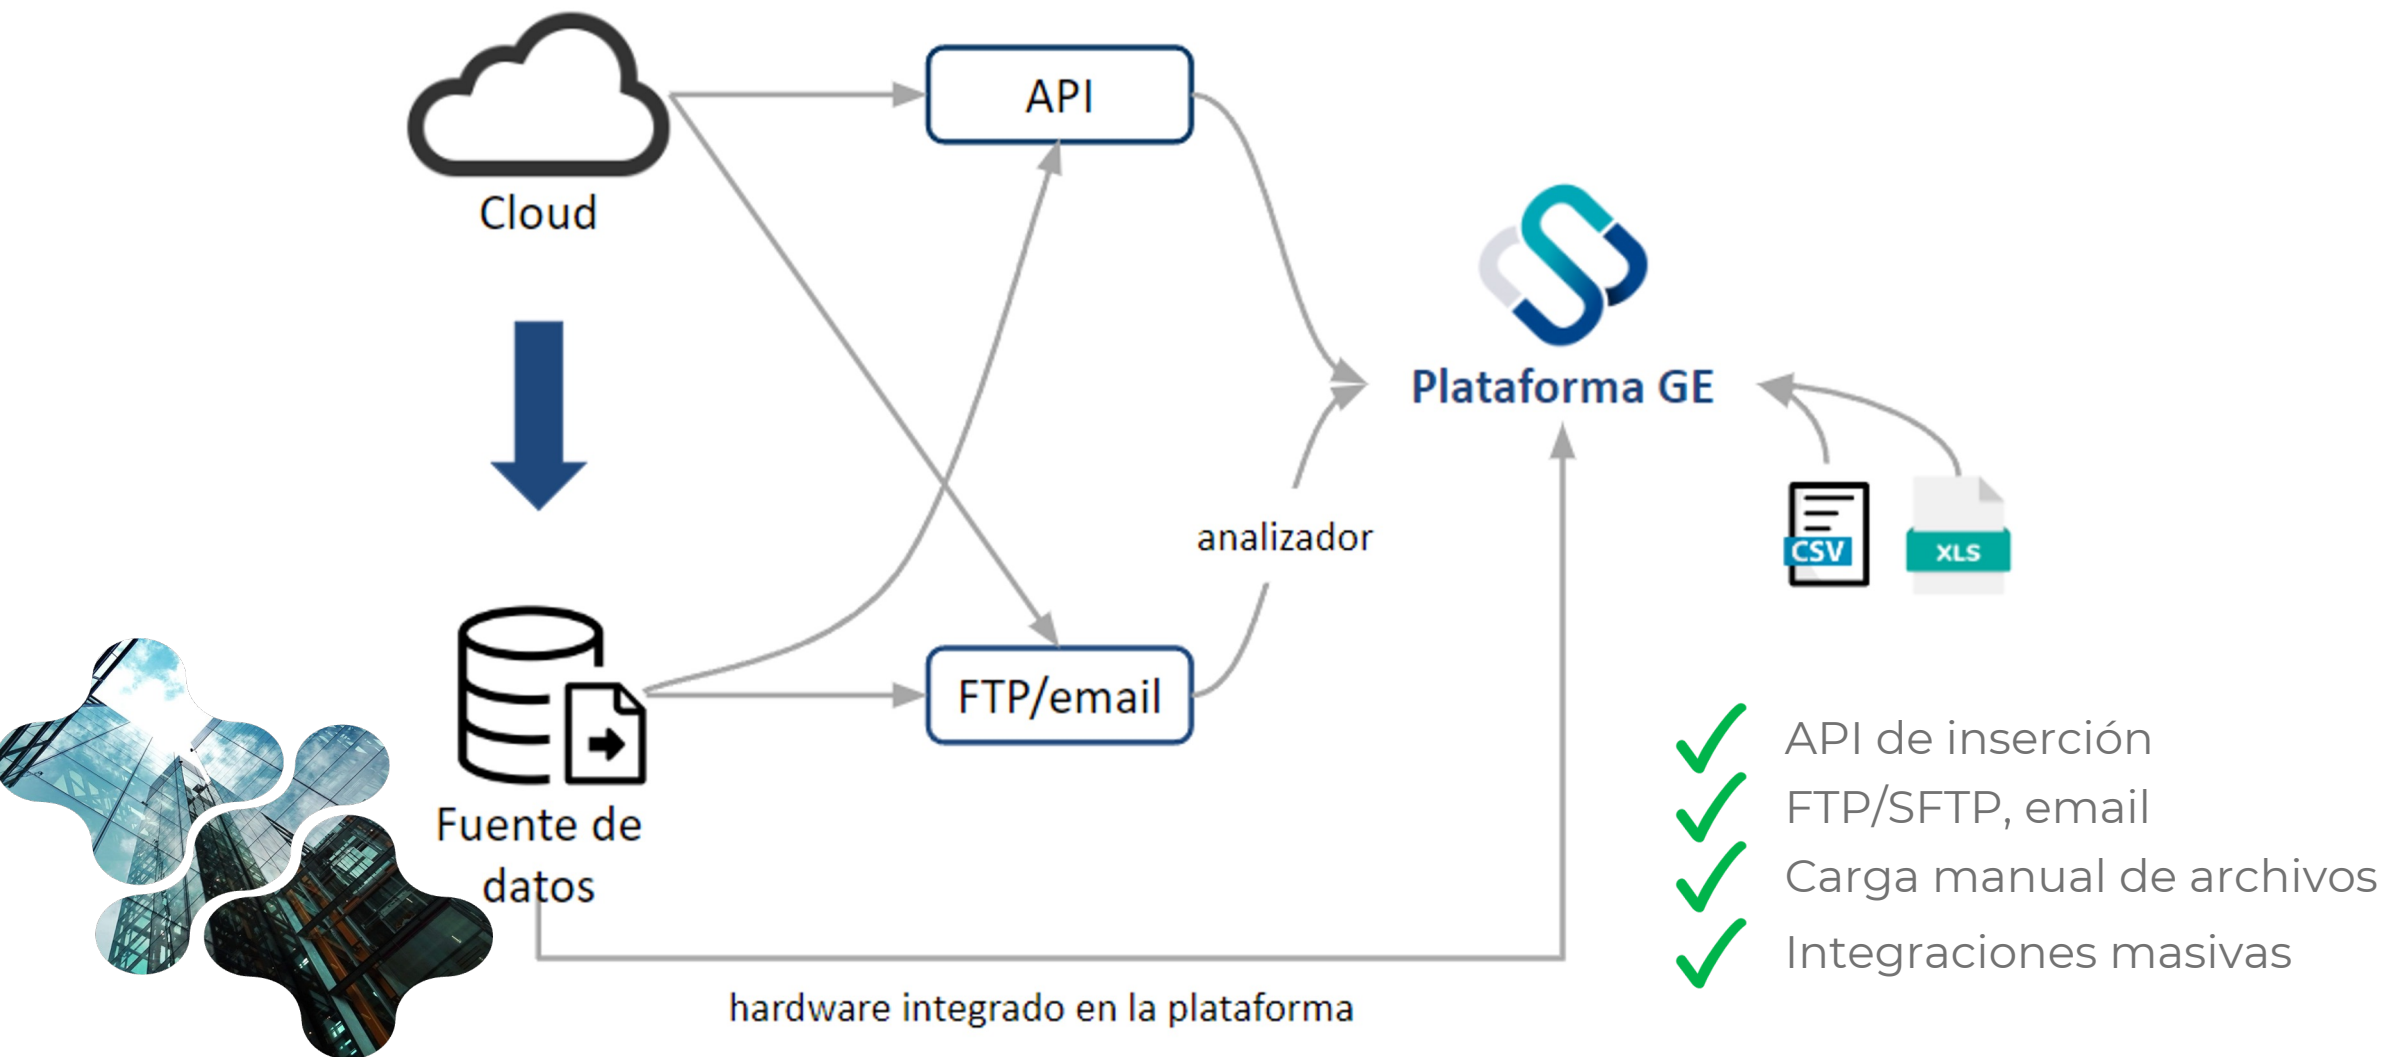 API
Cloud
Plataforma GE
analizador
CSV
XLS
FTP/email
Fuente de
datos
hardware integrado en la plataforma
API de inserción
FTP/SFTP, email
Carga manual de archivos
Integraciones masivas